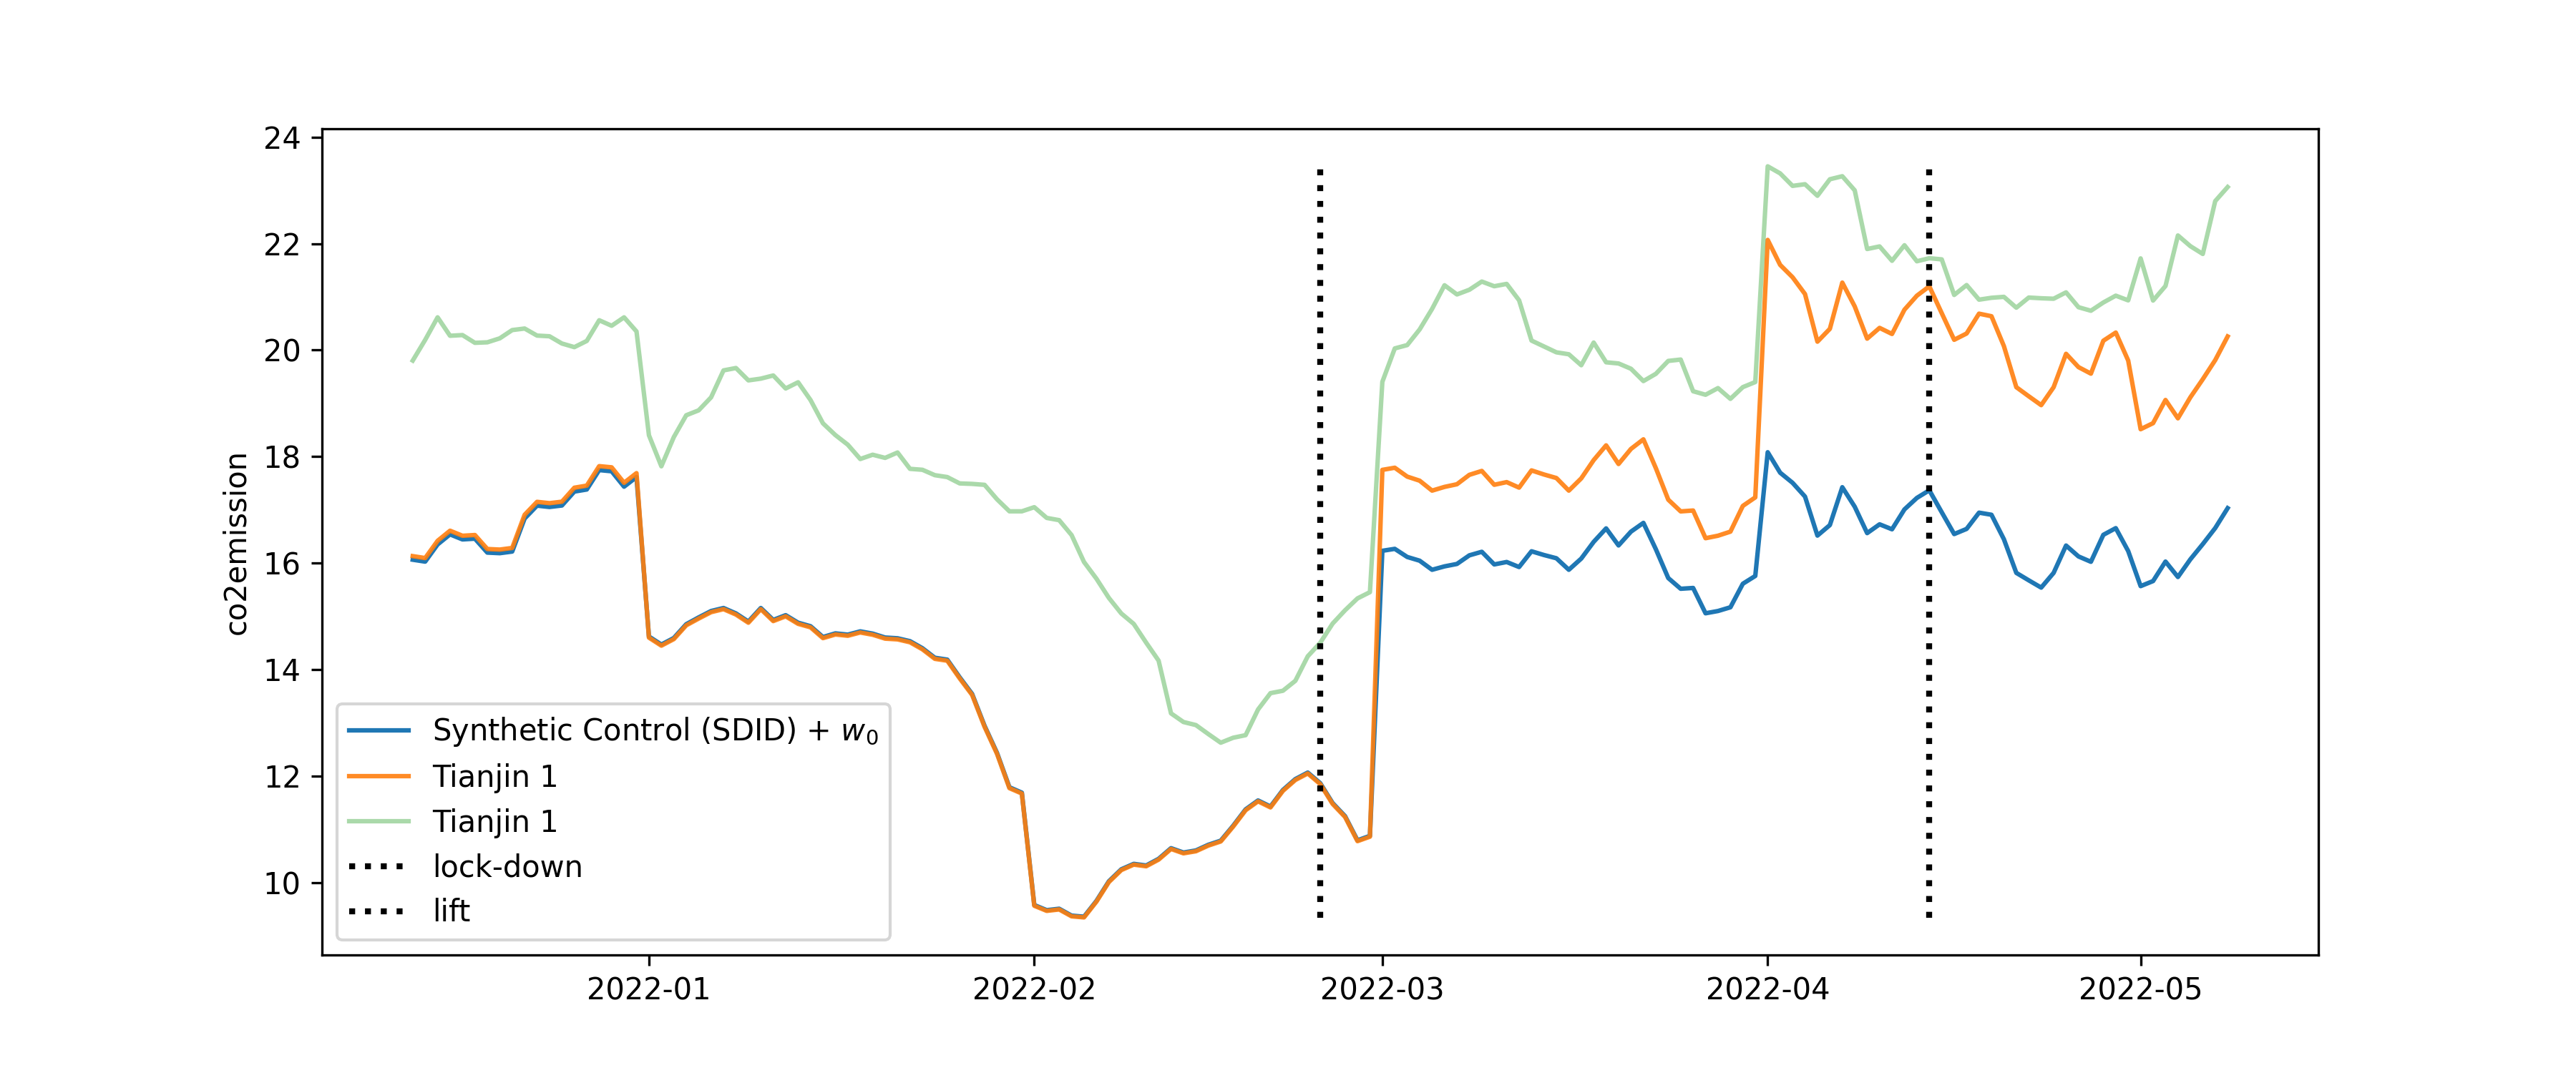 24
22
20
18
16
14
12
10
co2emission
Synthetic Control (SDID) + w₀
Tianjin 1
Tianjin 1
lock-down
lift
2022-01
2022-02
2022-03
2022-04
2022-05